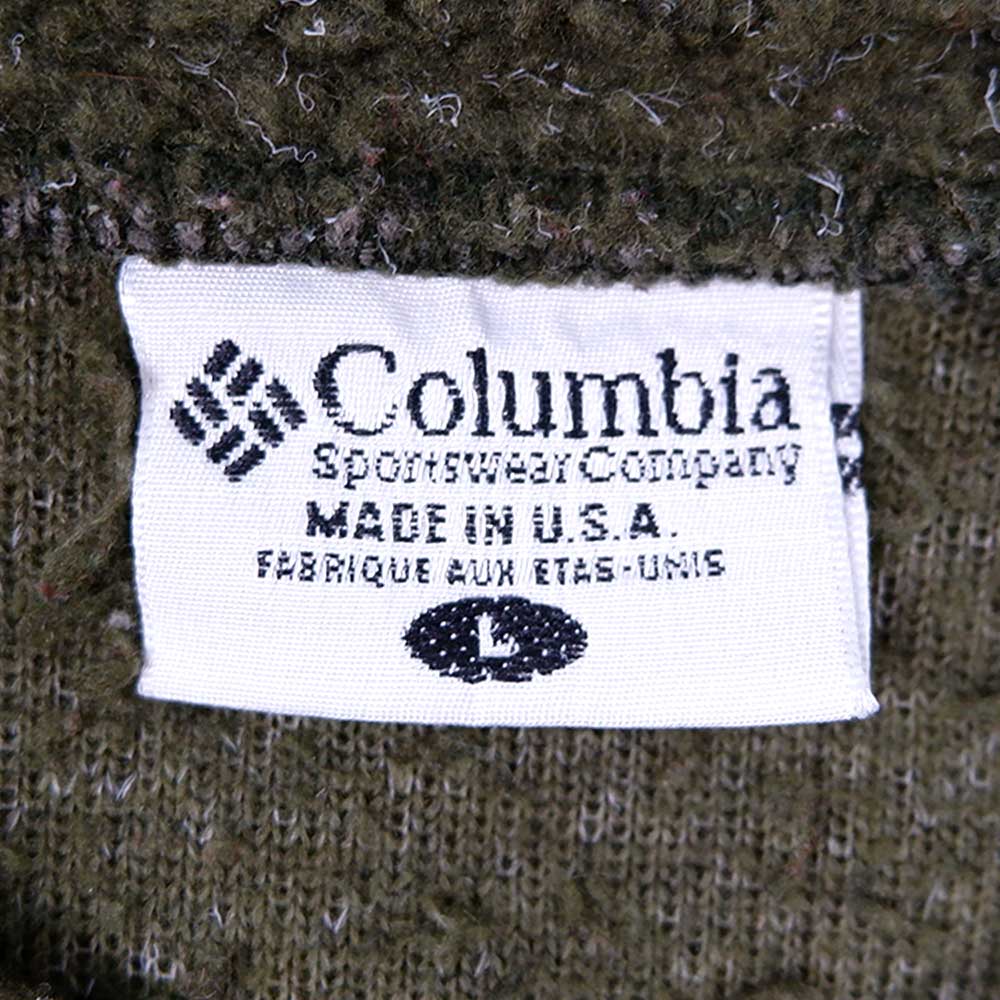 Columbia
Sportswear Company
MADE IN U.S.A.
FABRIQUE AUX ETAS-UNIS
L